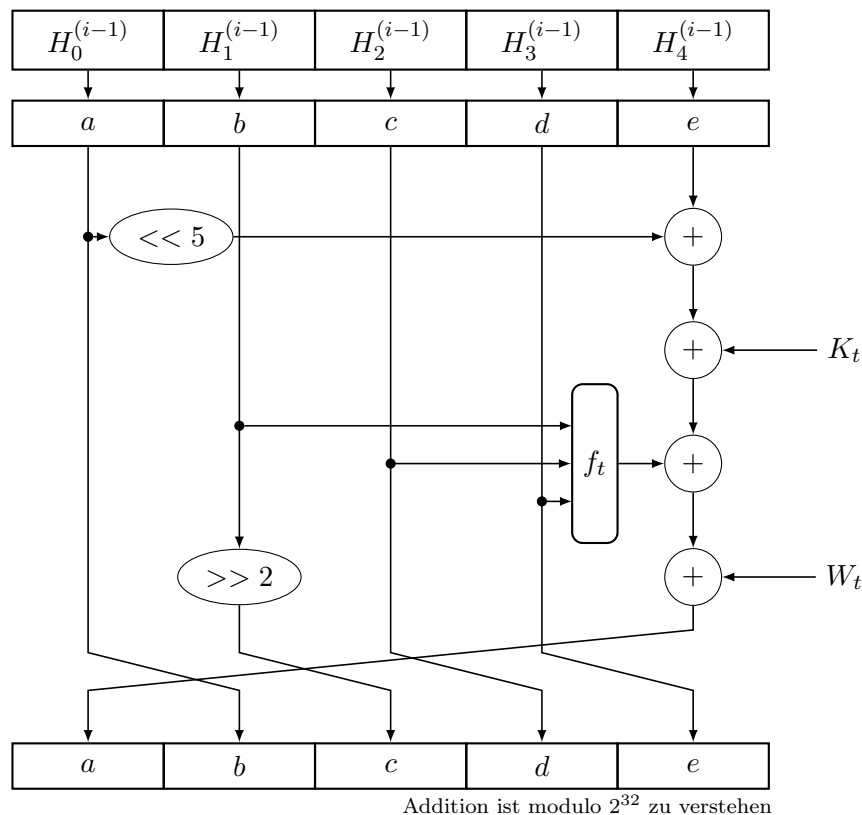 H_0^{(i-1)} H_1^{(i-1)} H_2^{(i-1)} H_3^{(i-1)} H_4^{(i-1)}
a b c d e
<< 5 +
+ K_t
f_t +
>> 2 + W_t
a b c d e
Addition ist modulo 2^{32} zu verstehen